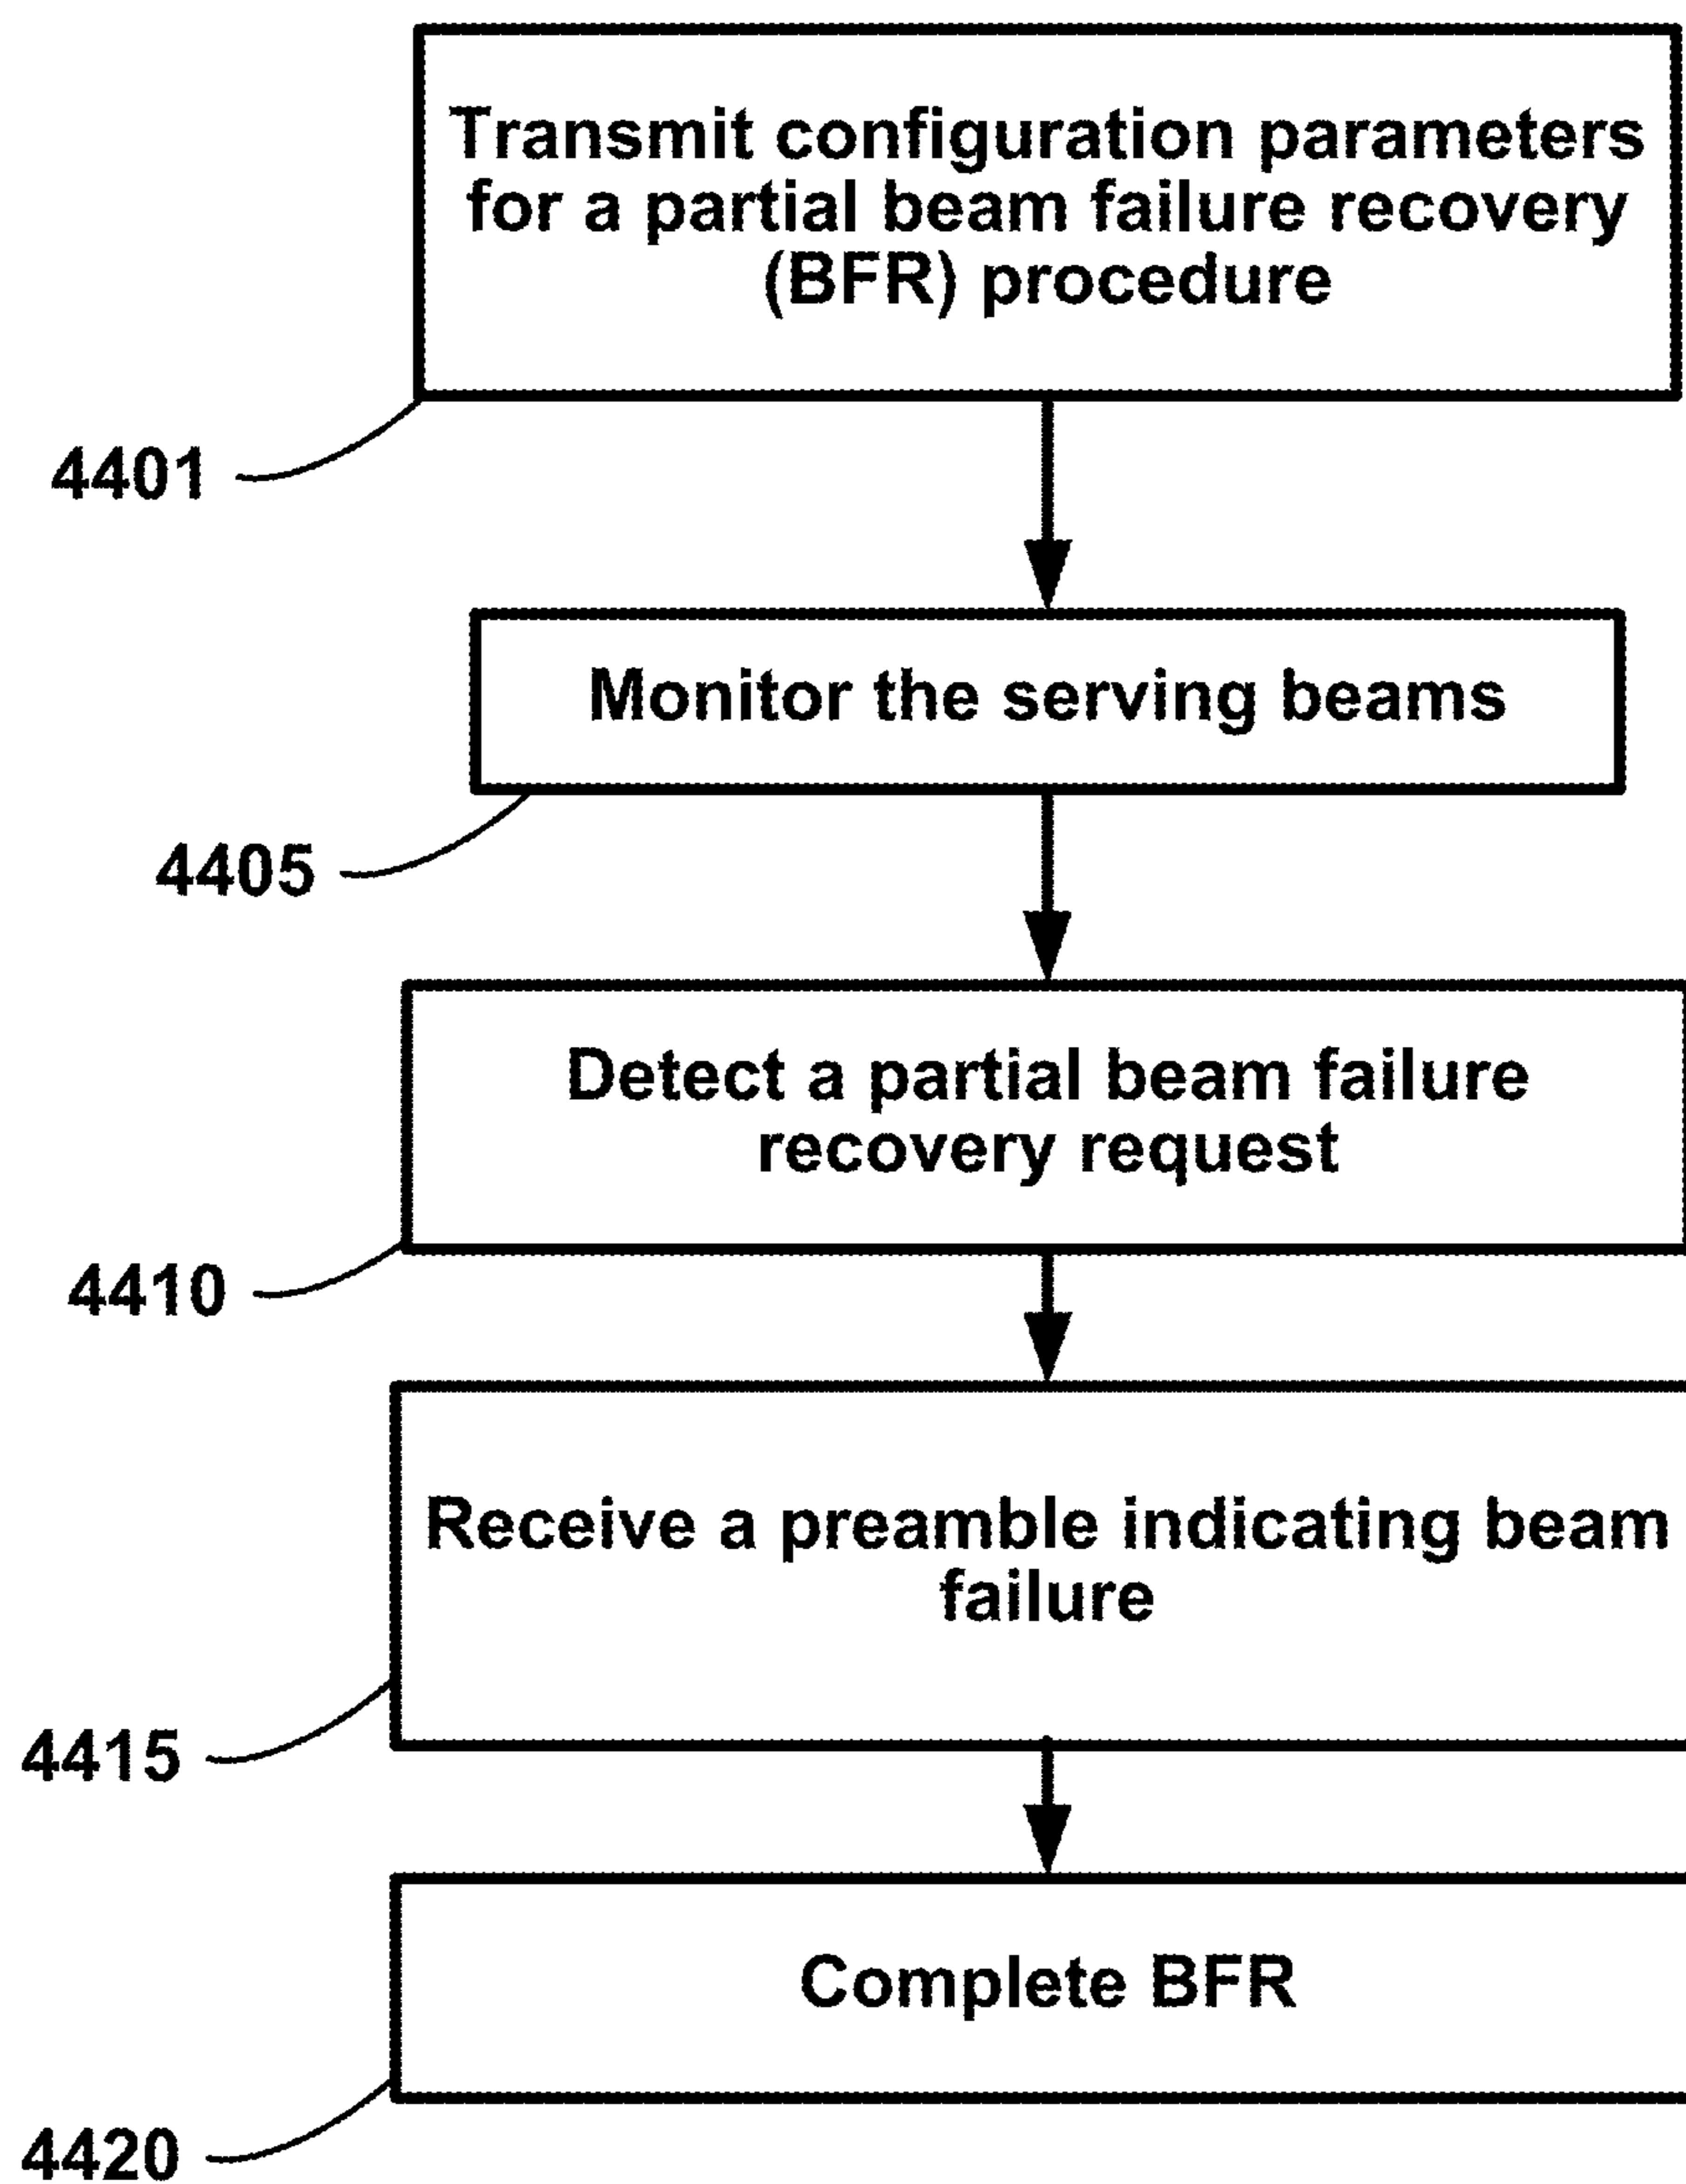 Transmit configuration parameters
for a partial beam failure recovery
(BFR) procedure
4401
Monitor the serving beams
4405
Detect a partial beam failure
recovery request
4410
Receive a preamble indicating beam
failure
4415
Complete BFR
4420